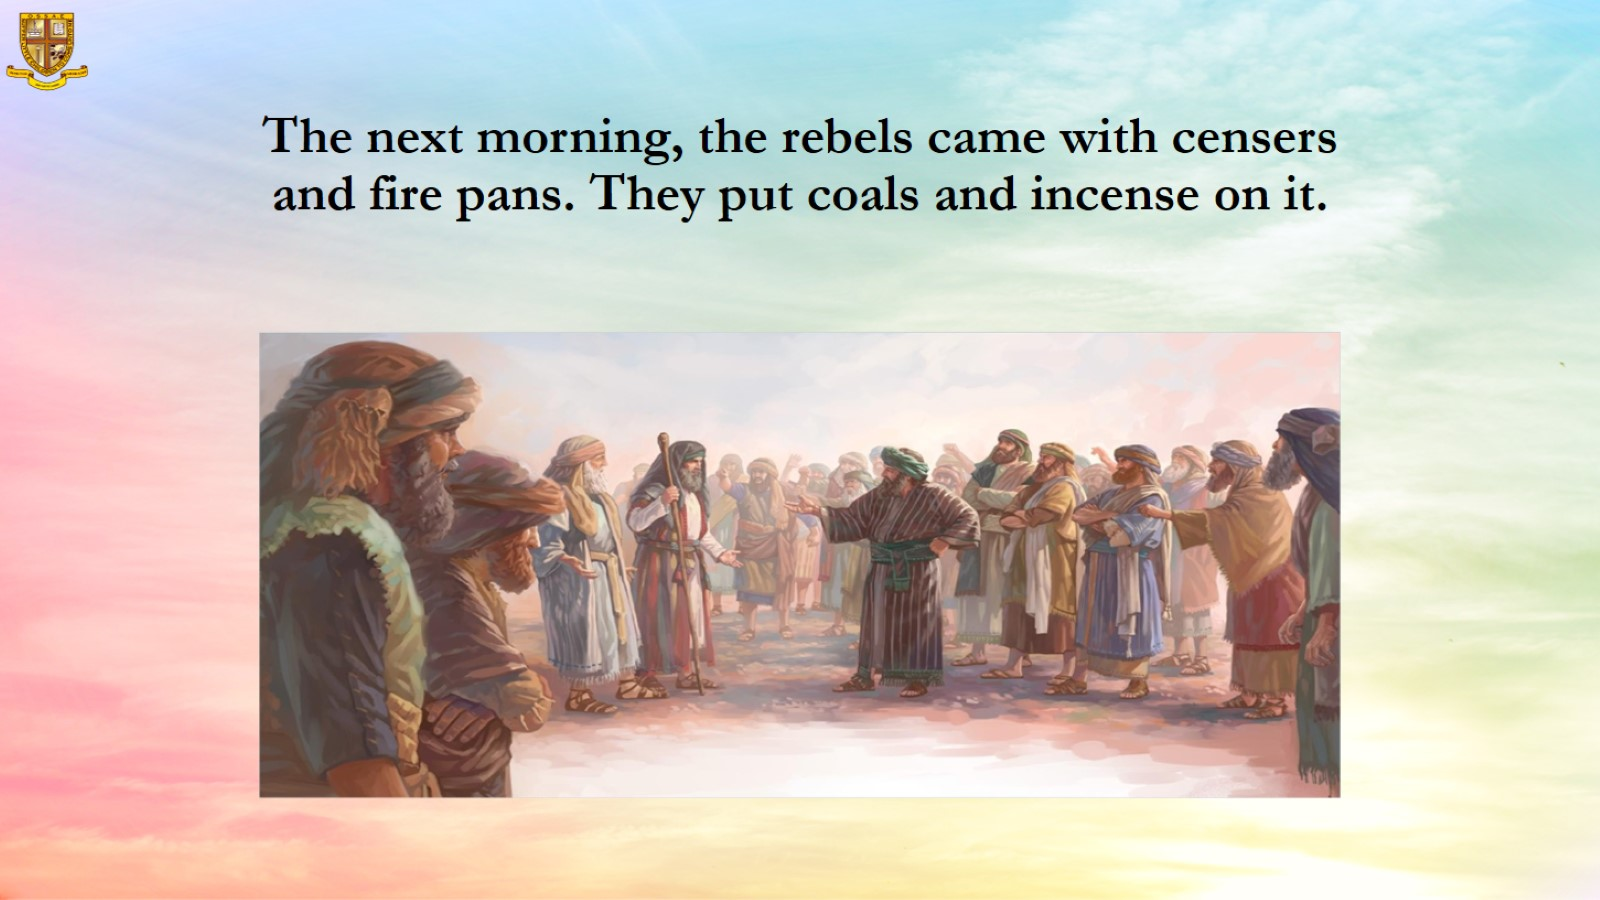 O.S.S.A.E
The next morning, the rebels came with censers
and fire pans. They put coals and incense on it.